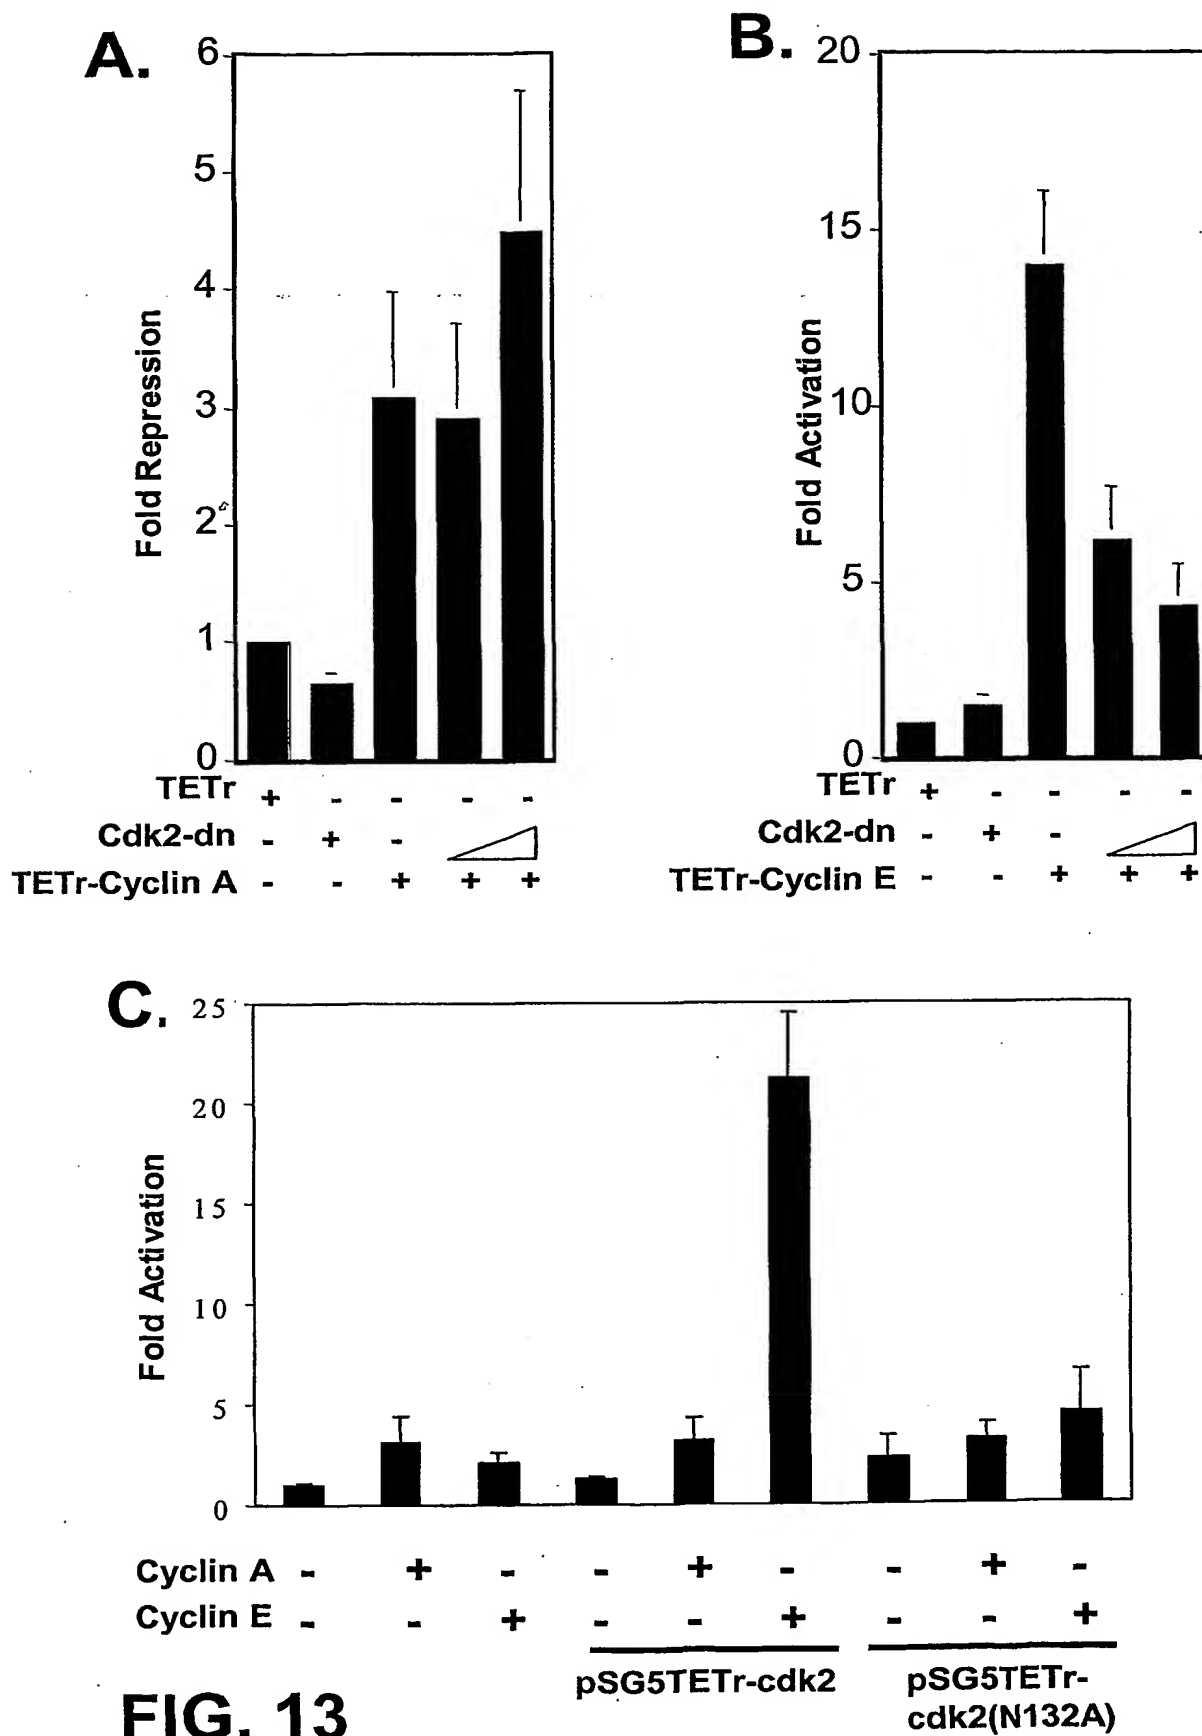 A.
6
5
4
3
2
1
0
Fold Repression
TETr + - - - -
Cdk2-dn - + -
TETr-Cyclin A - - + + +
B.
20
15
10
5
0
Fold Activation
TETr + - - - -
Cdk2-dn - + -
TETr-Cyclin E - - + + +
C.
25
20
15
10
5
0
Fold Activation
Cyclin A - + - - + - - + -
Cyclin E - - + - - + - - +
pSG5TETr-cdk2
pSG5TETr-
cdk2(N132A)
FIG. 13